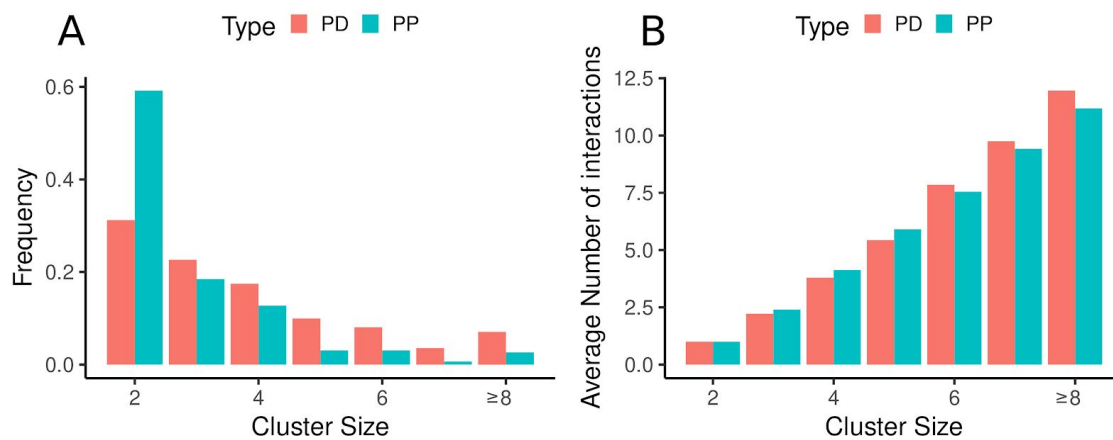 A
Type PD PP
Frequency
0.6
0.4
0.2
0.0
2 4 6 ≥8
Cluster Size
B
Type PD PP
Average Number of interactions
12.5
10.0
7.5
5.0
2.5
0.0
2 4 6 ≥8
Cluster Size